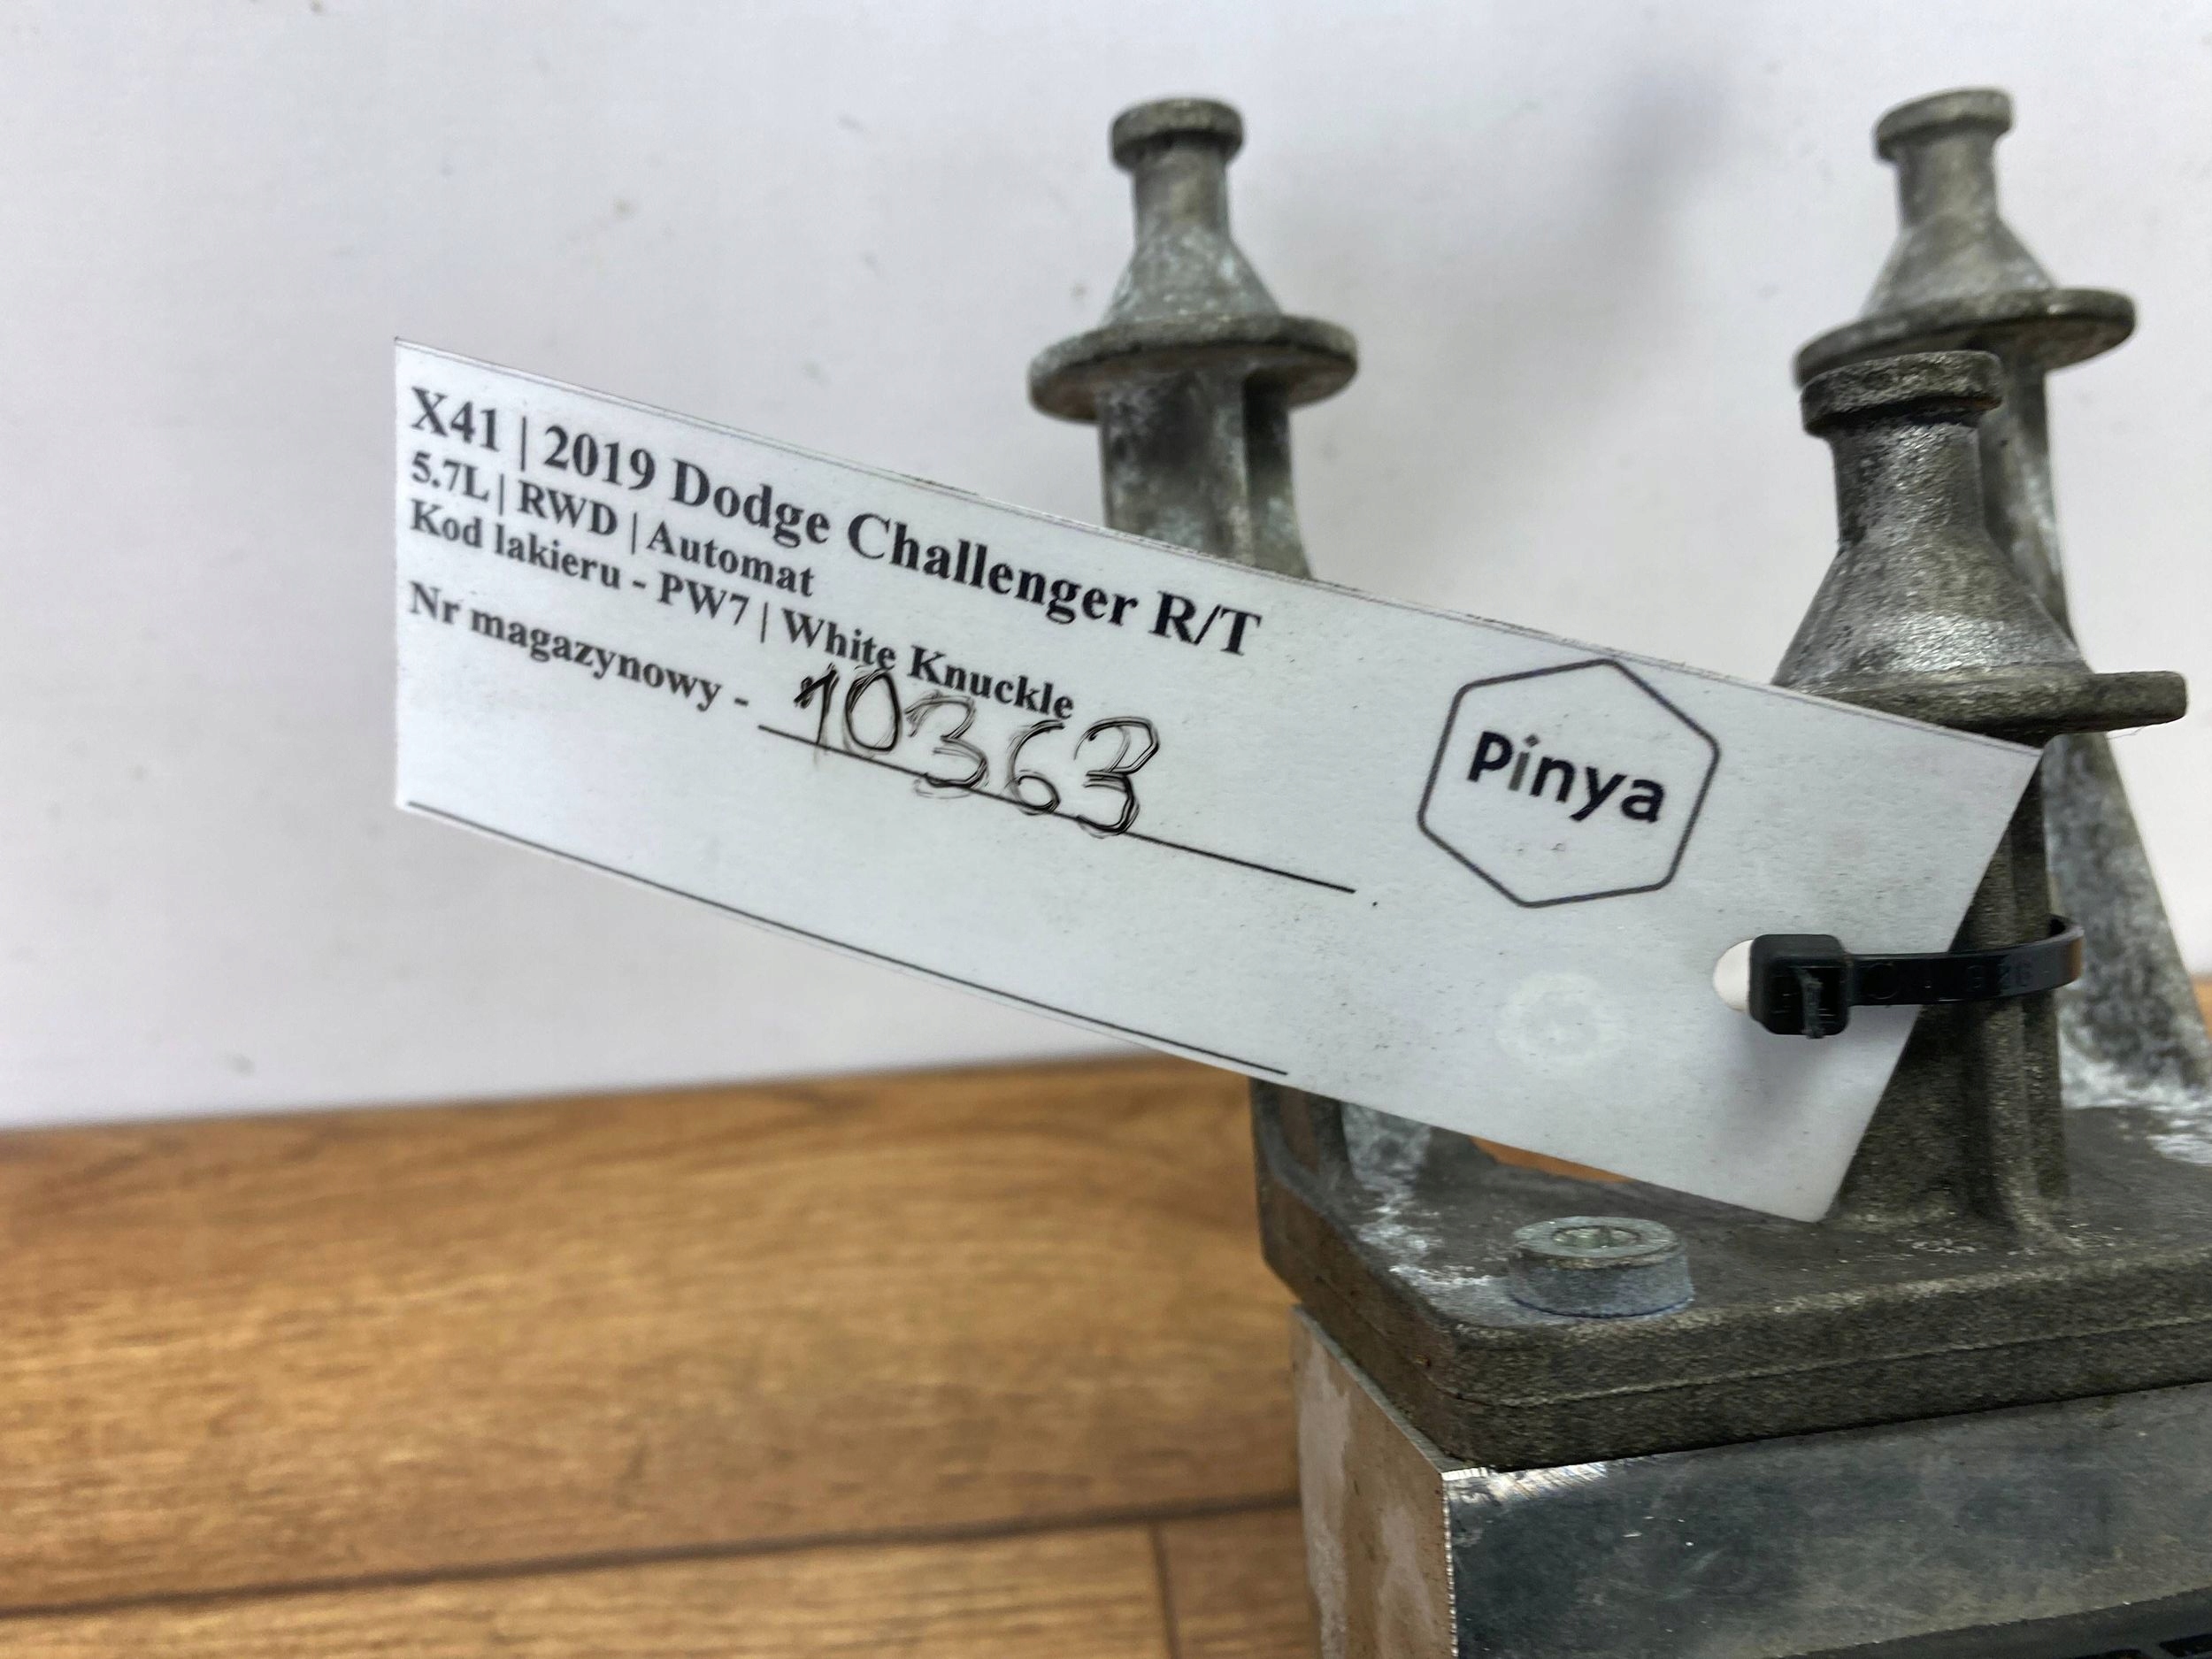 X41 | 2019 Dodge Challenger R/T
5.7L | RWD | Automat
Kod lakieru - PW7 | White Knuckle
Nr magazynowy - 10363
Pinya